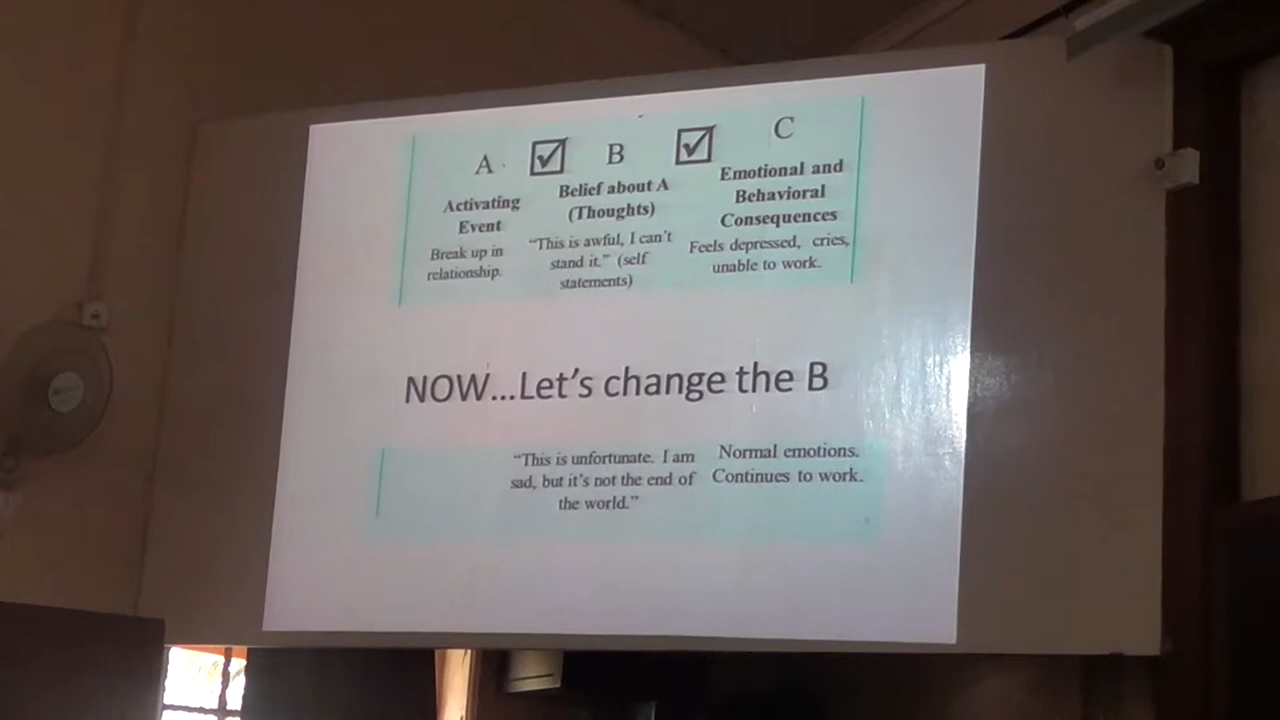 A B C
Activating
Event
Break up in
relationship.
Belief about A
(Thoughts)
“This is awful, I can't
stand it.” (self
statements)
Emotional and
Behavioral
Consequences
Feels depressed, cries,
unable to work.
NOW...Let's change the B
“This is unfortunate. I am
sad, but it's not the end of
the world.”
Normal emotions.
Continues to work.